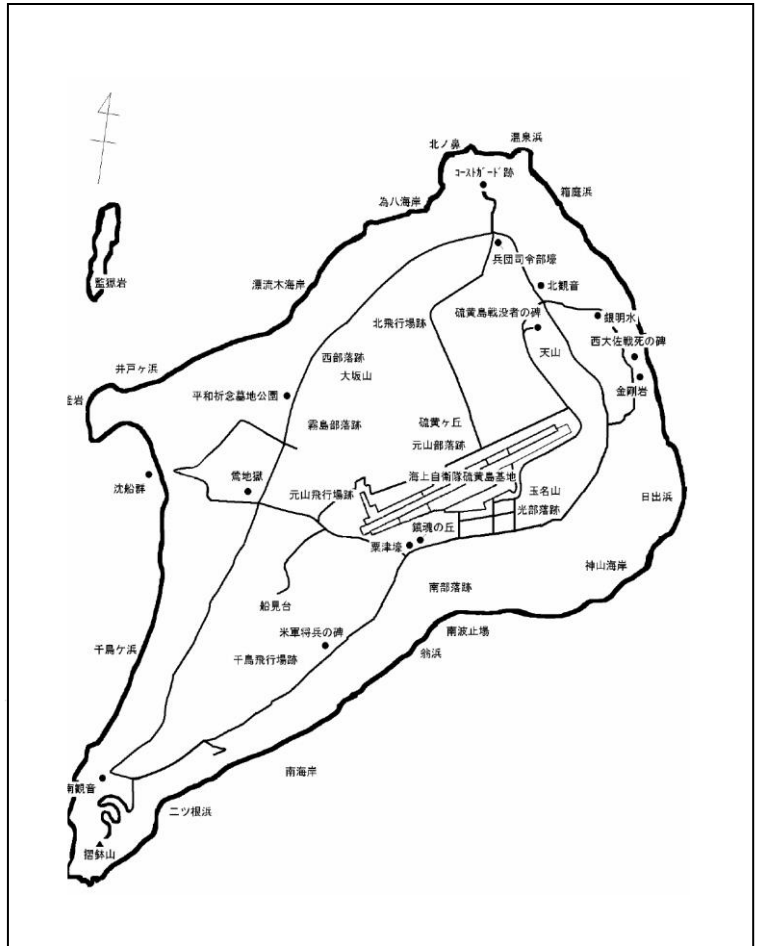 北ノ鼻
温泉浜
コーストガード跡
箱庭浜
為八海岸
兵団司令部壕
監獄岩
漂流木海岸
北観音
硫黄島戦没者の碑
銀明水
北飛行場跡
西大佐戦死の碑
天山
西部落跡
大坂山
井戸ヶ浜
金剛岩
平和祈念墓地公園
釜岩
硫黄ヶ丘
霧島部落跡
元山部落跡
海上自衛隊硫黄島基地
沈船群
鶯地獄
元山飛行場跡
玉名山
日出浜
光部落跡
鎮魂の丘
粟津壕
神山海岸
南部落跡
船見台
米軍将兵の碑
南波止場
千鳥ケ浜
千鳥飛行場跡
翁浜
南海岸
南観音
二ツ根浜
摺鉢山